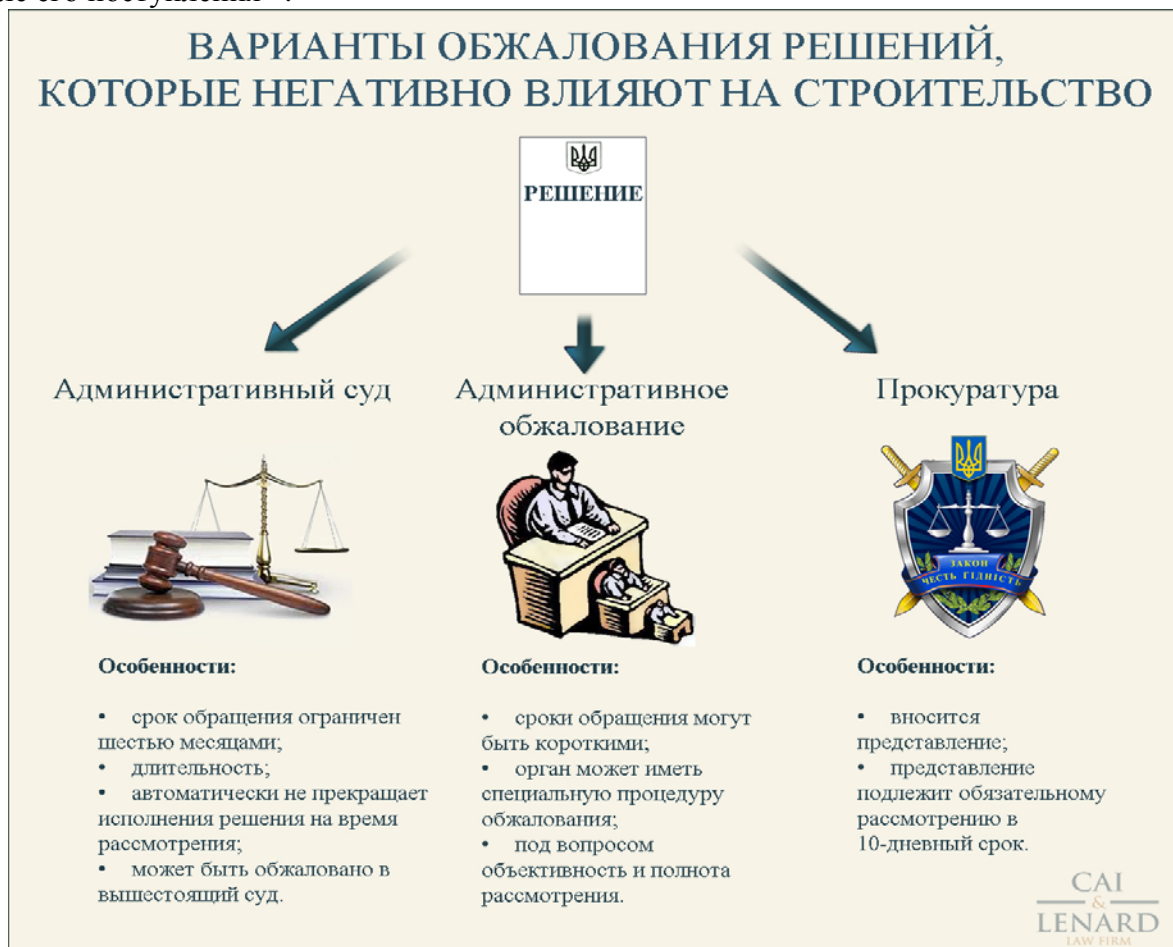 его поступления
ВАРИАНТЫ ОБЖАЛОВАНИЯ РЕШЕНИЙ,
КОТОРЫЕ НЕГАТИВНО ВЛИЯЮТ НА СТРОИТЕЛЬСТВО
РЕШЕНИЕ
Административный суд
Административное
обжалование
Прокуратура
ЗАКОН
ЧЕСТЬ ГІДНІСТЬ
Особенности:
• срок обращения ограничен
шестью месяцами;
• длительность;
• автоматически не прекращает
исполнения решения на время
рассмотрения;
• может быть обжаловано в
вышестоящий суд.
Особенности:
• сроки обращения могут
быть короткими;
• орган может иметь
специальную процедуру
обжалования;
• под вопросом
объективность и полнота
рассмотрения.
Особенности:
• вносится
представление;
• представление
подлежит обязательному
рассмотрению в
10-дневный срок.
CAI
&
LENARD
LAW FIRM